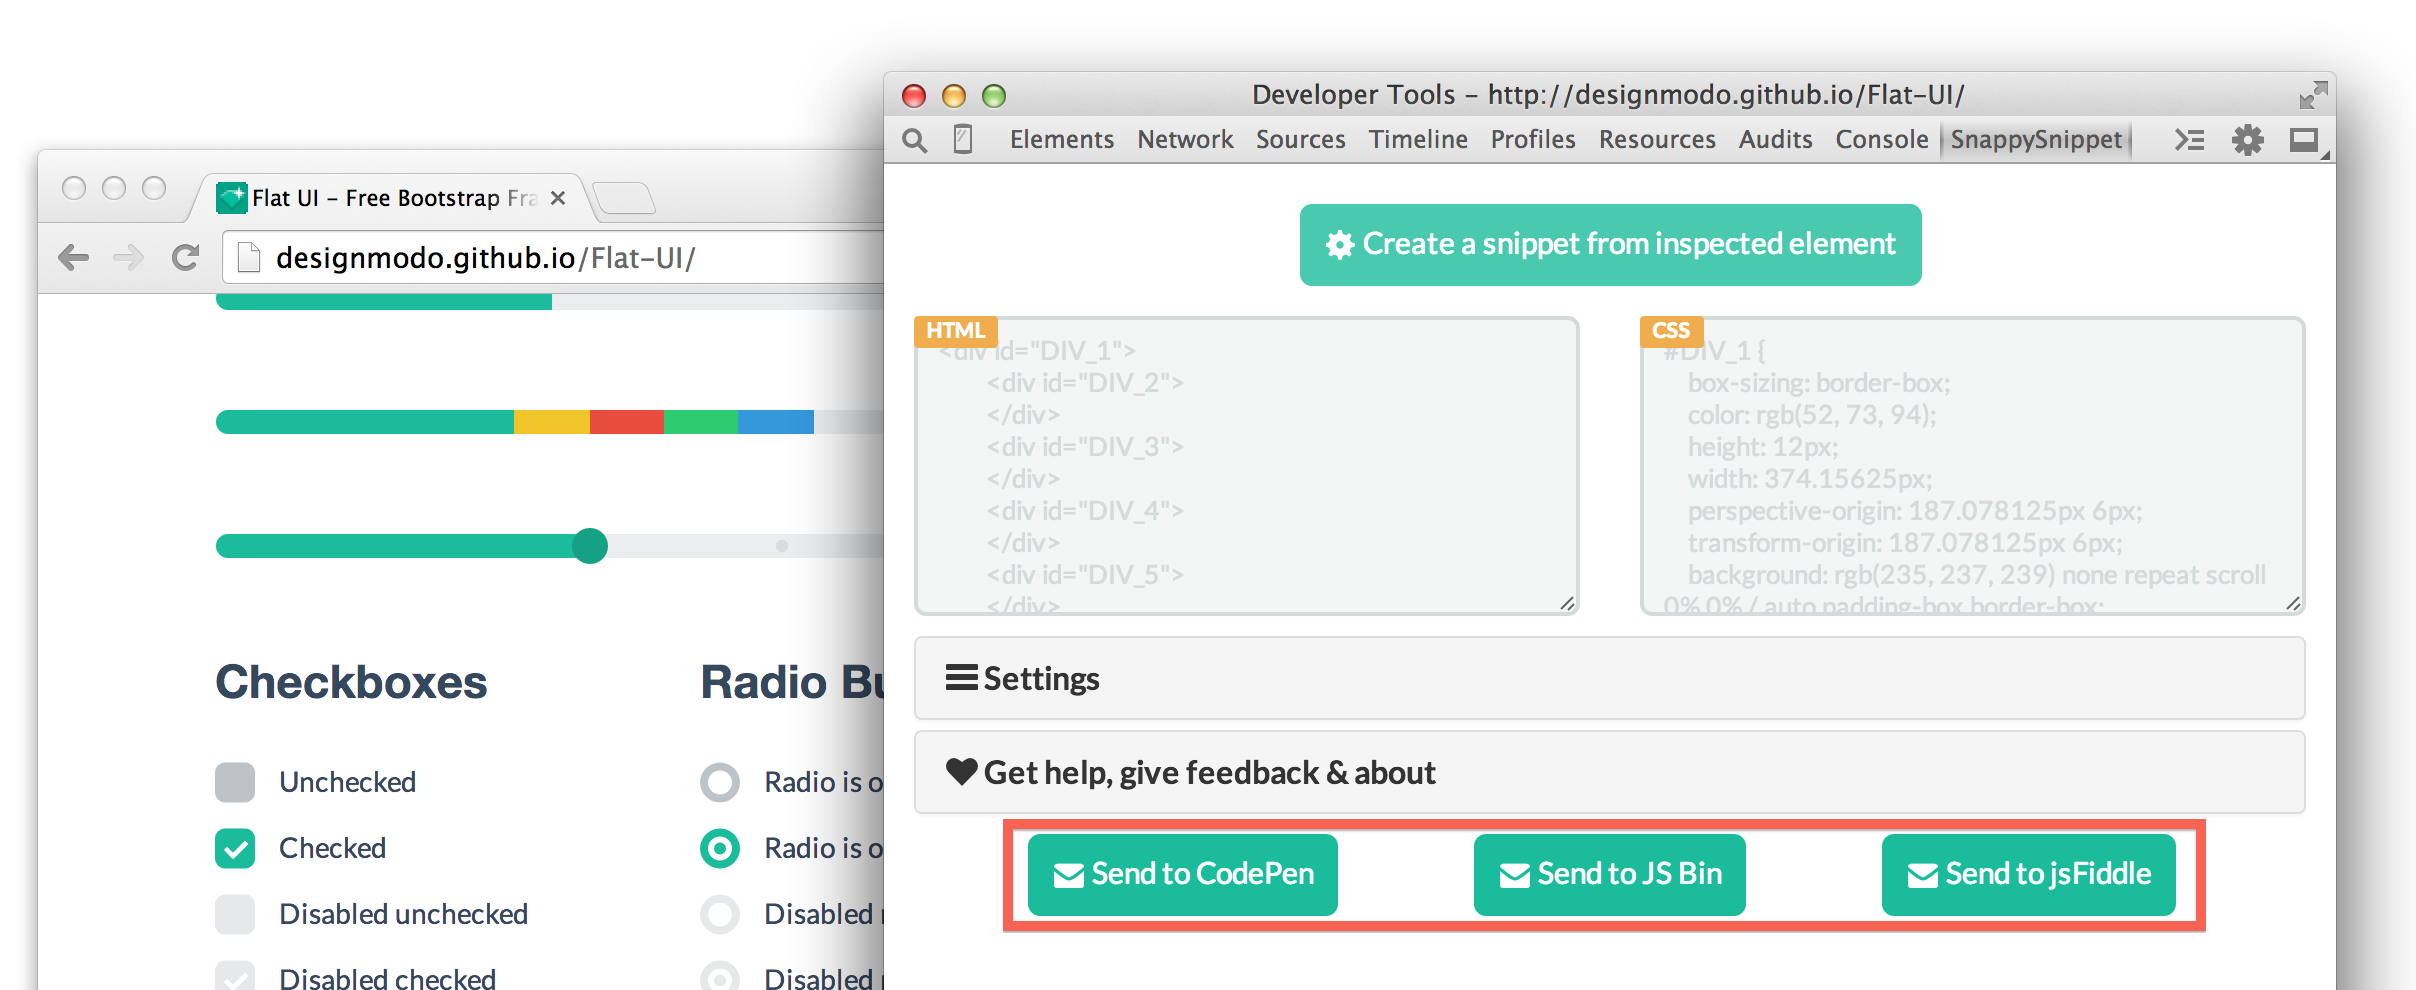 Developer Tools - http://designmodo.github.io/Flat-UI/
Elements Network Sources Timeline Profiles Resources Audits Console SnappySnippet
Flat UI - Free Bootstrap Fra
designmodo.github.io/Flat-UI/
Create a snippet from inspected element
HTML
<div id="DIV_1">
<div id="DIV_2">
</div>
<div id="DIV_3">
</div>
<div id="DIV_4">
</div>
<div id="DIV_5">
</div>
CSS
#DIV_1 {
box-sizing: border-box;
color: rgb(52, 73, 94);
height: 12px;
width: 374.15625px;
perspective-origin: 187.078125px 6px;
transform-origin: 187.078125px 6px;
background: rgb(235, 237, 239) none repeat scroll
0% 0% / auto padding-box border-box;
Settings
Get help, give feedback & about
Send to CodePen
Send to JS Bin
Send to jsFiddle
Checkboxes
Unchecked
Checked
Disabled unchecked
Disabled checked
Radio Bu
Radio is o
Radio is o
Disabled
Disabled